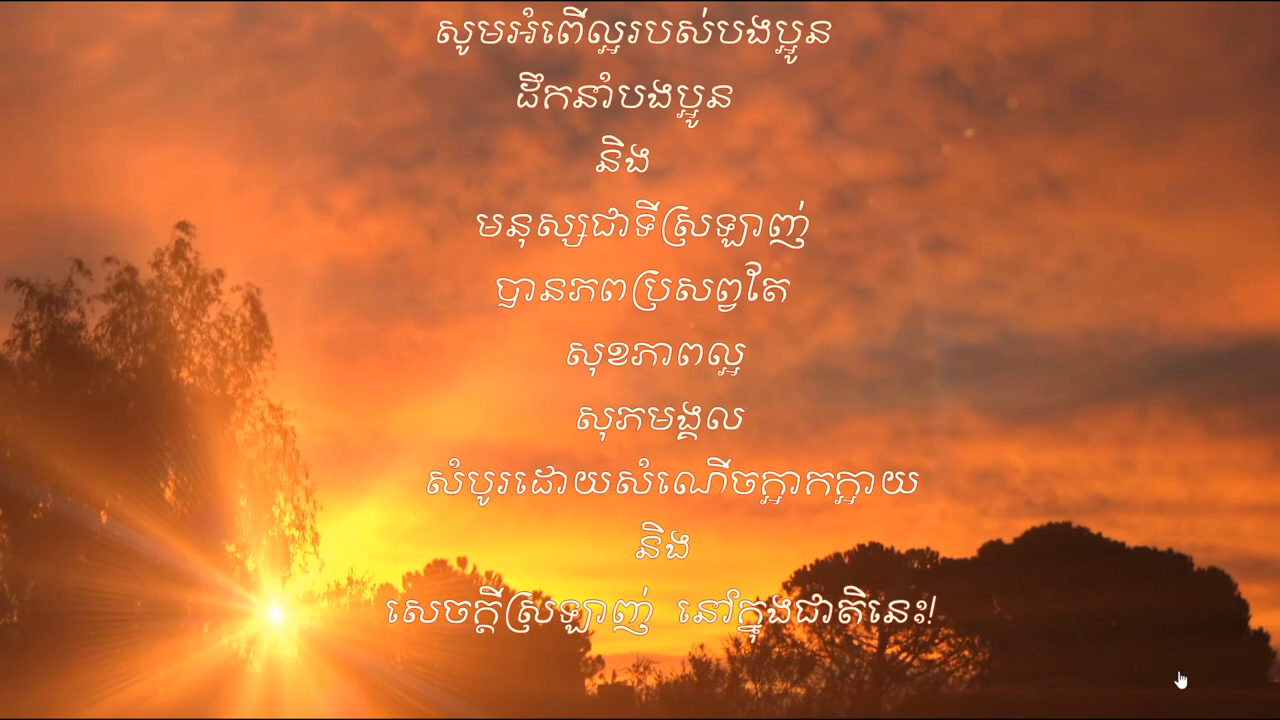 សូមអំពើល្អរបស់បងប្អូន
ដឹកនាំបងប្អូន
និង
មនុស្សជាទីស្រឡាញ់
បានភពប្រសព្វតែ
សុខភាពល្អ
សុភមង្គល
សំបូរដោយសំណើចក្អាកក្អាយ
និង
សេចក្តីស្រឡាញ់ នៅក្នុងជាតិនេះ!